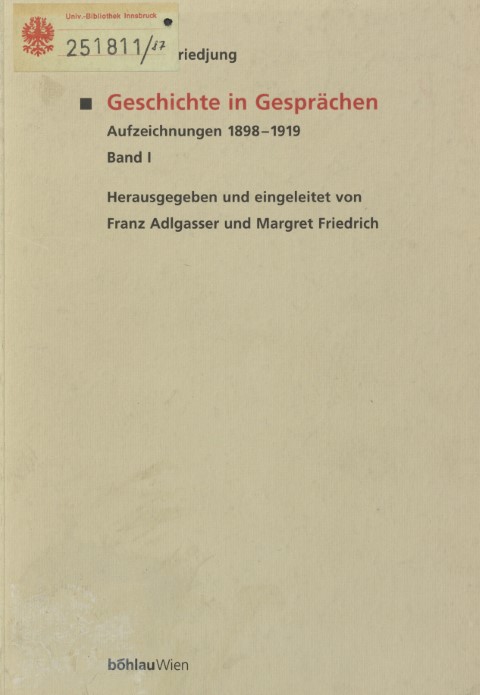 Univ.-Bibliothek Innsbruck
251811/17
riedjung
Geschichte in Gesprächen
Aufzeichnungen 1898–1919
Band I
Herausgegeben und eingeleitet von
Franz Adlgasser und Margret Friedrich
böhlauWien